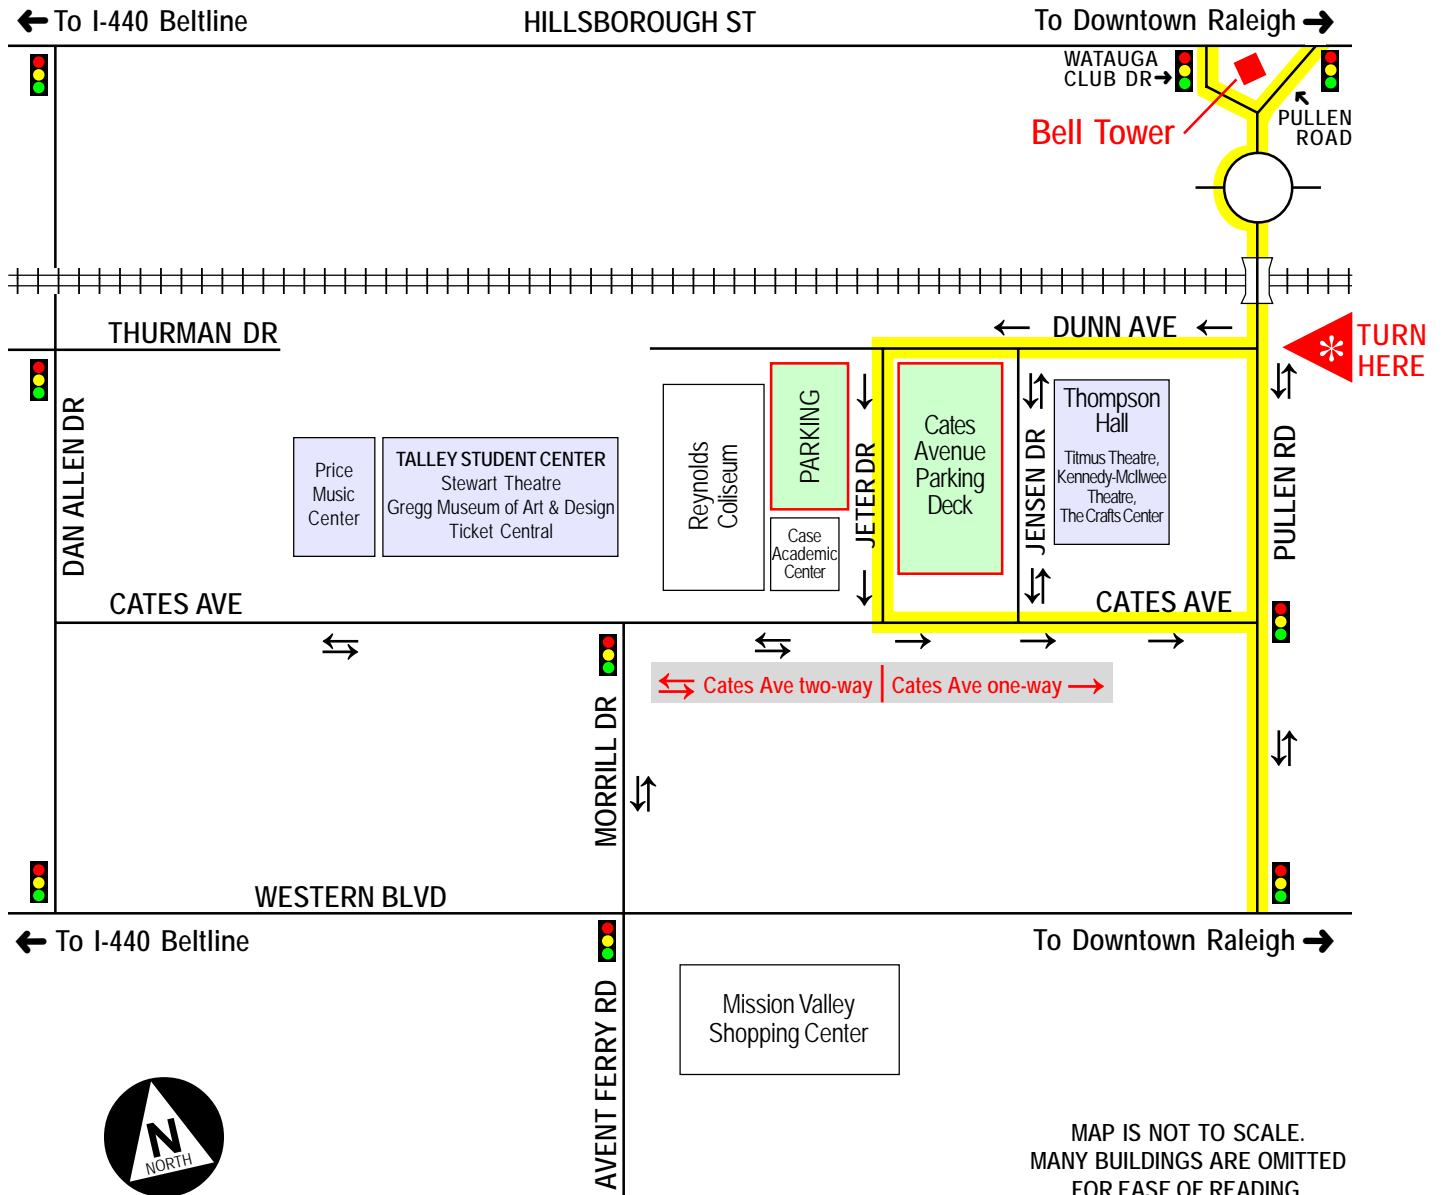 To I-440 Beltline
HILLSBOROUGH ST
To Downtown Raleigh
WATAUGA
CLUB DR
Bell Tower
PULLEN
ROAD
THURMAN DR
DUNN AVE
TURN
HERE
*
DAN ALLEN DR
Price
Music
Center
TALLEY STUDENT CENTER
Stewart Theatre
Gregg Museum of Art & Design
Ticket Central
Reynolds
Coliseum
PARKING
Case
Academic
Center
JETER DR
Cates
Avenue
Parking
Deck
JENSEN DR
Thompson
Hall
Titmus Theatre,
Kennedy-McIlwee
Theatre,
The Crafts Center
PULLEN RD
CATES AVE
CATES AVE
Cates Ave two-way
Cates Ave one-way
MORRILL DR
WESTERN BLVD
To I-440 Beltline
To Downtown Raleigh
AVENT FERRY RD
Mission Valley
Shopping Center
N
NORTH
MAP IS NOT TO SCALE.
MANY BUILDINGS ARE OMITTED
FOR EASE OF READING